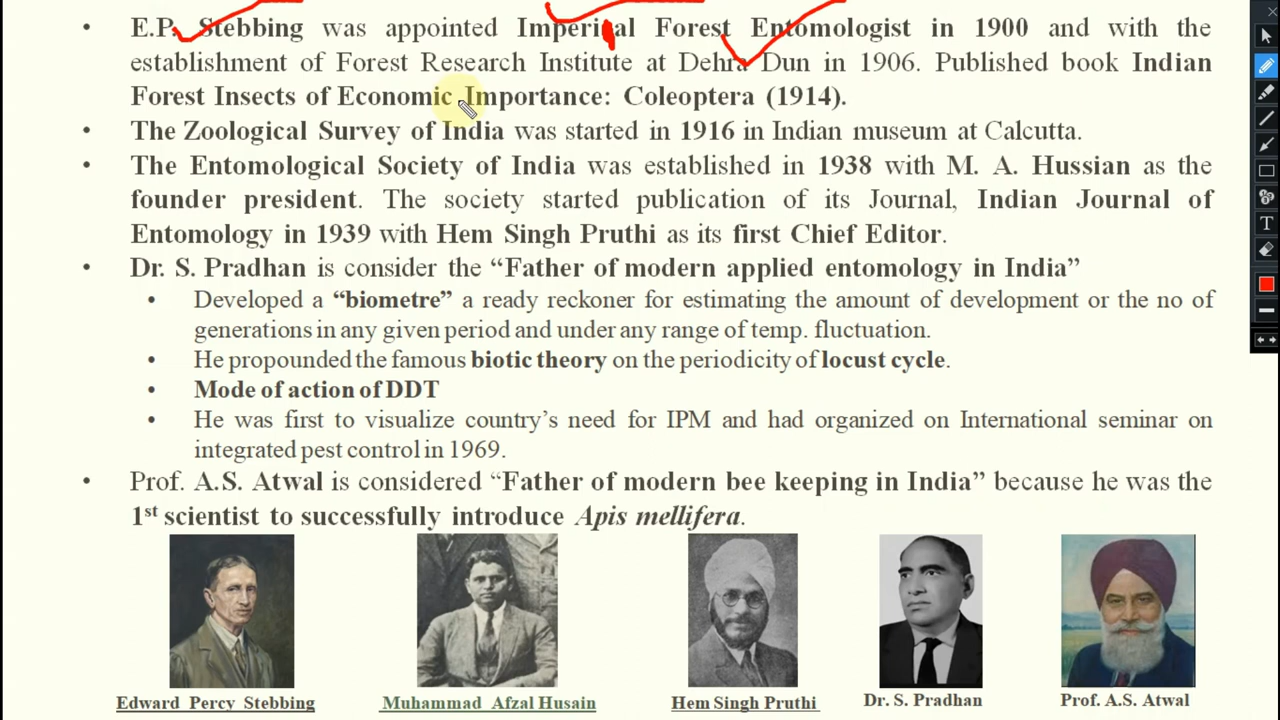 • E.P. Stebbing was appointed Imperial Forest Entomologist in 1900 and with the
establishment of Forest Research Institute at Dehra Dun in 1906. Published book Indian
Forest Insects of Economic Importance: Coleoptera (1914).
• The Zoological Survey of India was started in 1916 in Indian museum at Calcutta.
• The Entomological Society of India was established in 1938 with M. A. Hussian as the
founder president. The society started publication of its Journal, Indian Journal of
Entomology in 1939 with Hem Singh Pruthi as its first Chief Editor.
• Dr. S. Pradhan is consider the “Father of modern applied entomology in India”
• Developed a “biometre” a ready reckoner for estimating the amount of development or the no of
generations in any given period and under any range of temp. fluctuation.
• He propounded the famous biotic theory on the periodicity of locust cycle.
• Mode of action of DDT
• He was first to visualize country’s need for IPM and had organized on International seminar on
integrated pest control in 1969.
• Prof. A.S. Atwal is considered “Father of modern bee keeping in India” because he was the
1st scientist to successfully introduce Apis mellifera.
Edward Percy Stebbing
Muhammad Afzal Husain
Hem Singh Pruthi
Dr. S. Pradhan
Prof. A.S. Atwal
T